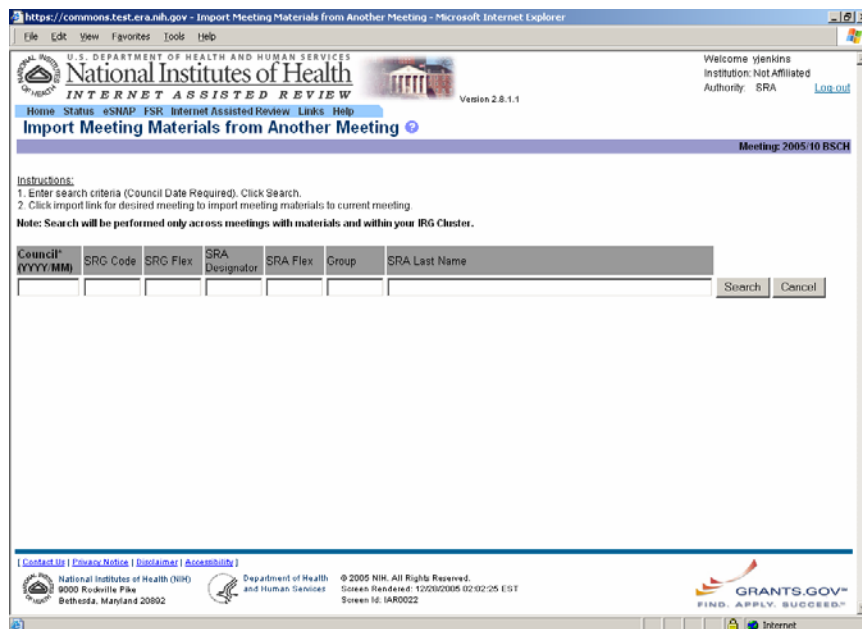 https://commons.test.era.nih.gov - Import Meeting Materials from Another Meeting - Microsoft Internet Explorer
File Edit View Favorites Tools Help
U.S. DEPARTMENT OF HEALTH AND HUMAN SERVICES
National Institutes of Health
INTERNET ASSISTED REVIEW
Version 2.8.1.1
Welcome yjenkins
Institution: Not Affiliated
Authority: SRA Log-out
Home Status eSNAP FSR Internet Assisted Review Links Help
Import Meeting Materials from Another Meeting ?
Meeting: 2005/10 BSCH
Instructions:
1. Enter search criteria (Council Date Required). Click Search.
2. Click import link for desired meeting to import meeting materials to current meeting.
Note: Search will be performed only across meetings with materials and within your IRG Cluster.
Council* (YYYY/MM) SRG Code SRG Flex SRA Designator SRA Flex Group SRA Last Name
Search Cancel
[ Contact Us | Privacy Notice | Disclaimer | Accessibility ]
National Institutes of Health (NIH)
9000 Rockville Pike
Bethesda, Maryland 20892
Department of Health
and Human Services
© 2005 NIH. All Rights Reserved.
Screen Rendered: 12/20/2005 02:02:25 EST
Screen Id: IAR0022
GRANTS.GOV℠
FIND. APPLY. SUCCEED.℠
Internet